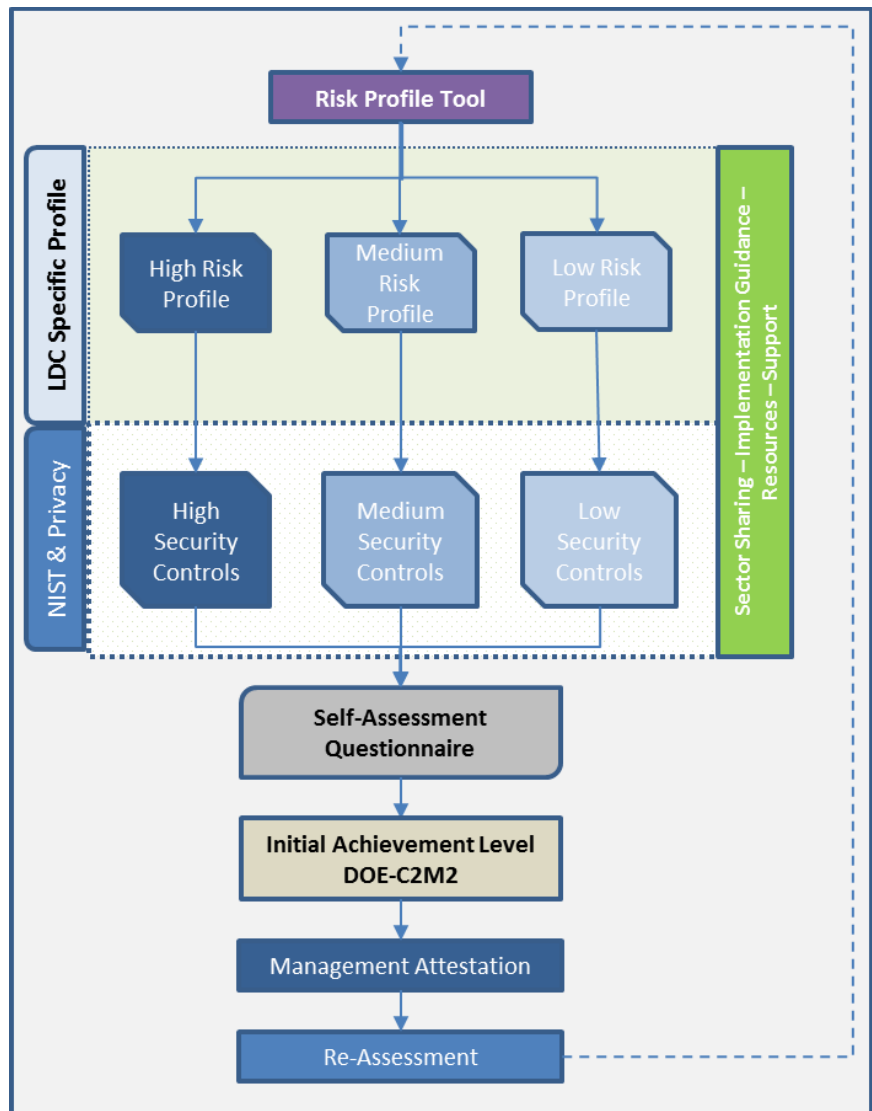 Risk Profile Tool
LDC Specific Profile
High Risk
Profile
Medium
Risk
Profile
Low Risk
Profile
Sector Sharing – Implementation Guidance –
Resources – Support
NIST & Privacy
High
Security
Controls
Medium
Security
Controls
Low
Security
Controls
Self-Assessment
Questionnaire
Initial Achievement Level
DOE-C2M2
Management Attestation
Re-Assessment